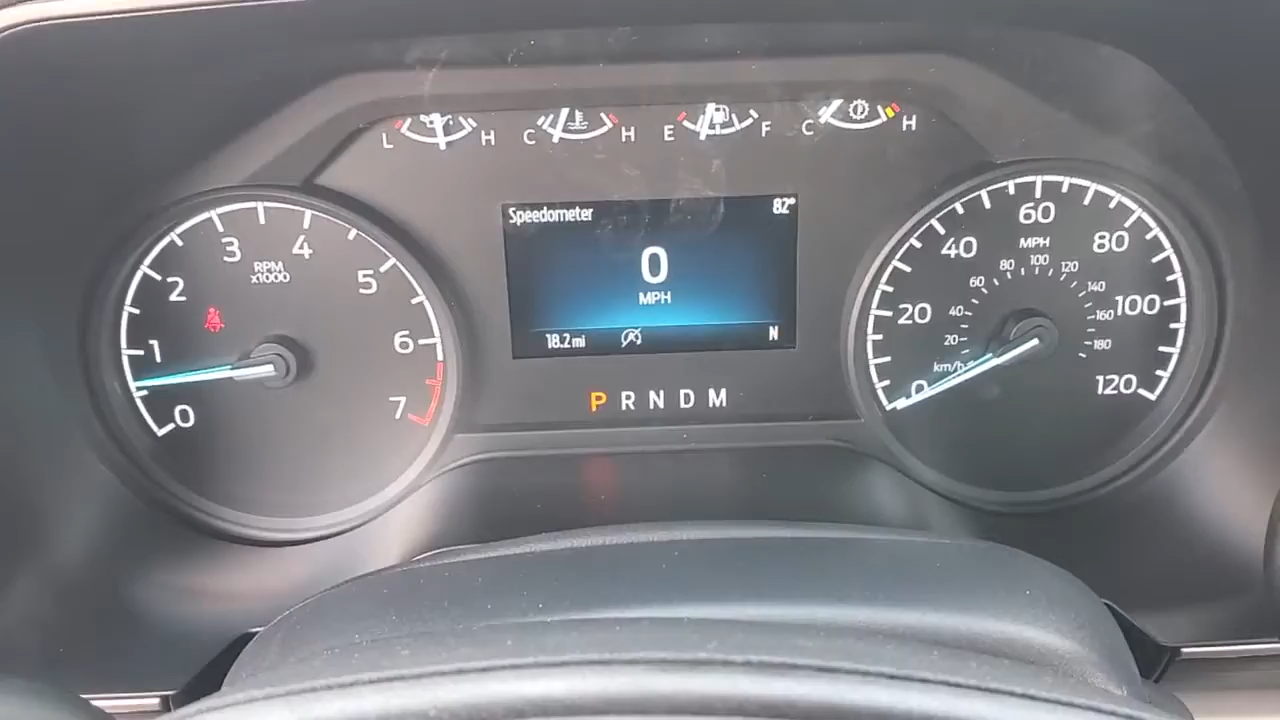 L H C H E F C H
Speedometer 82°
0
MPH
18.2 mi N
P R N D M
0 1 2 3 4 5 6 7
RPM
x1000
0 20 40 60 80 100 120
MPH
20 40 60 80 100 120 140 160 180
km/h